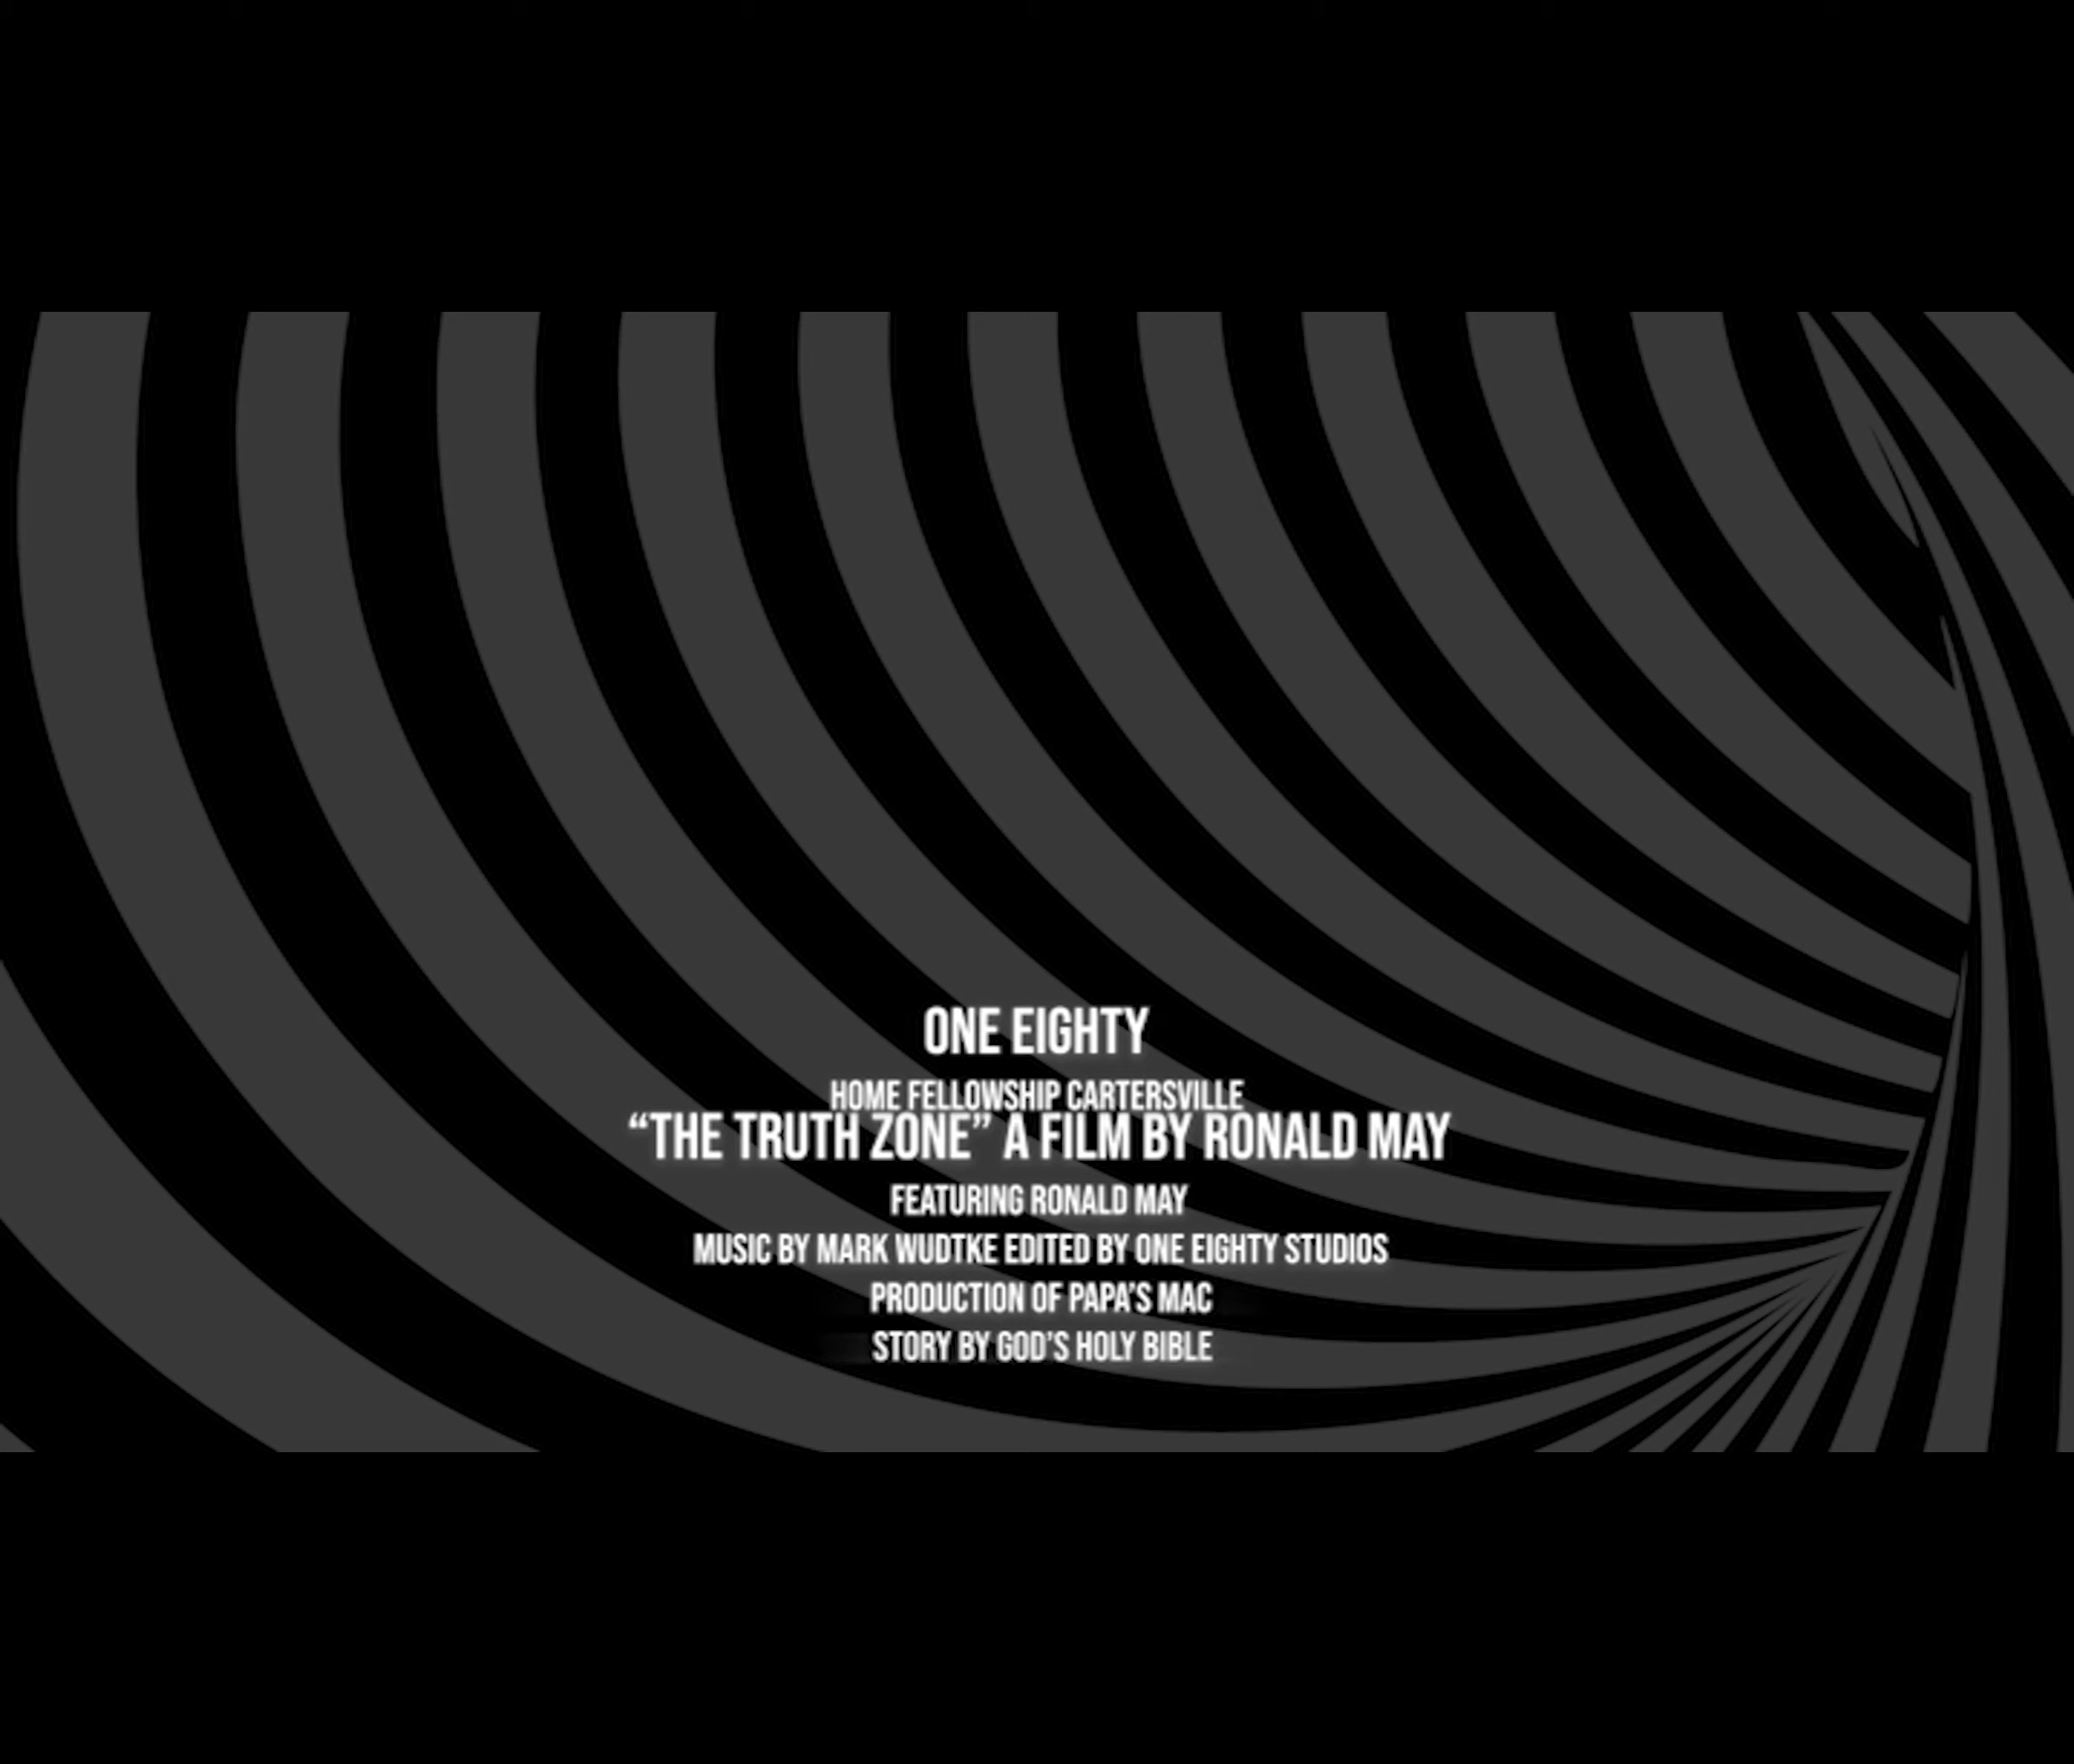 ONE EIGHTY
HOME FELLOWSHIP CARTERSVILLE
“THE TRUTH ZONE” A FILM BY RONALD MAY
FEATURING RONALD MAY
MUSIC BY MARK WUDTKE EDITED BY ONE EIGHTY STUDIOS
PRODUCTION OF PAPA’S MAC
STORY BY GOD’S HOLY BIBLE